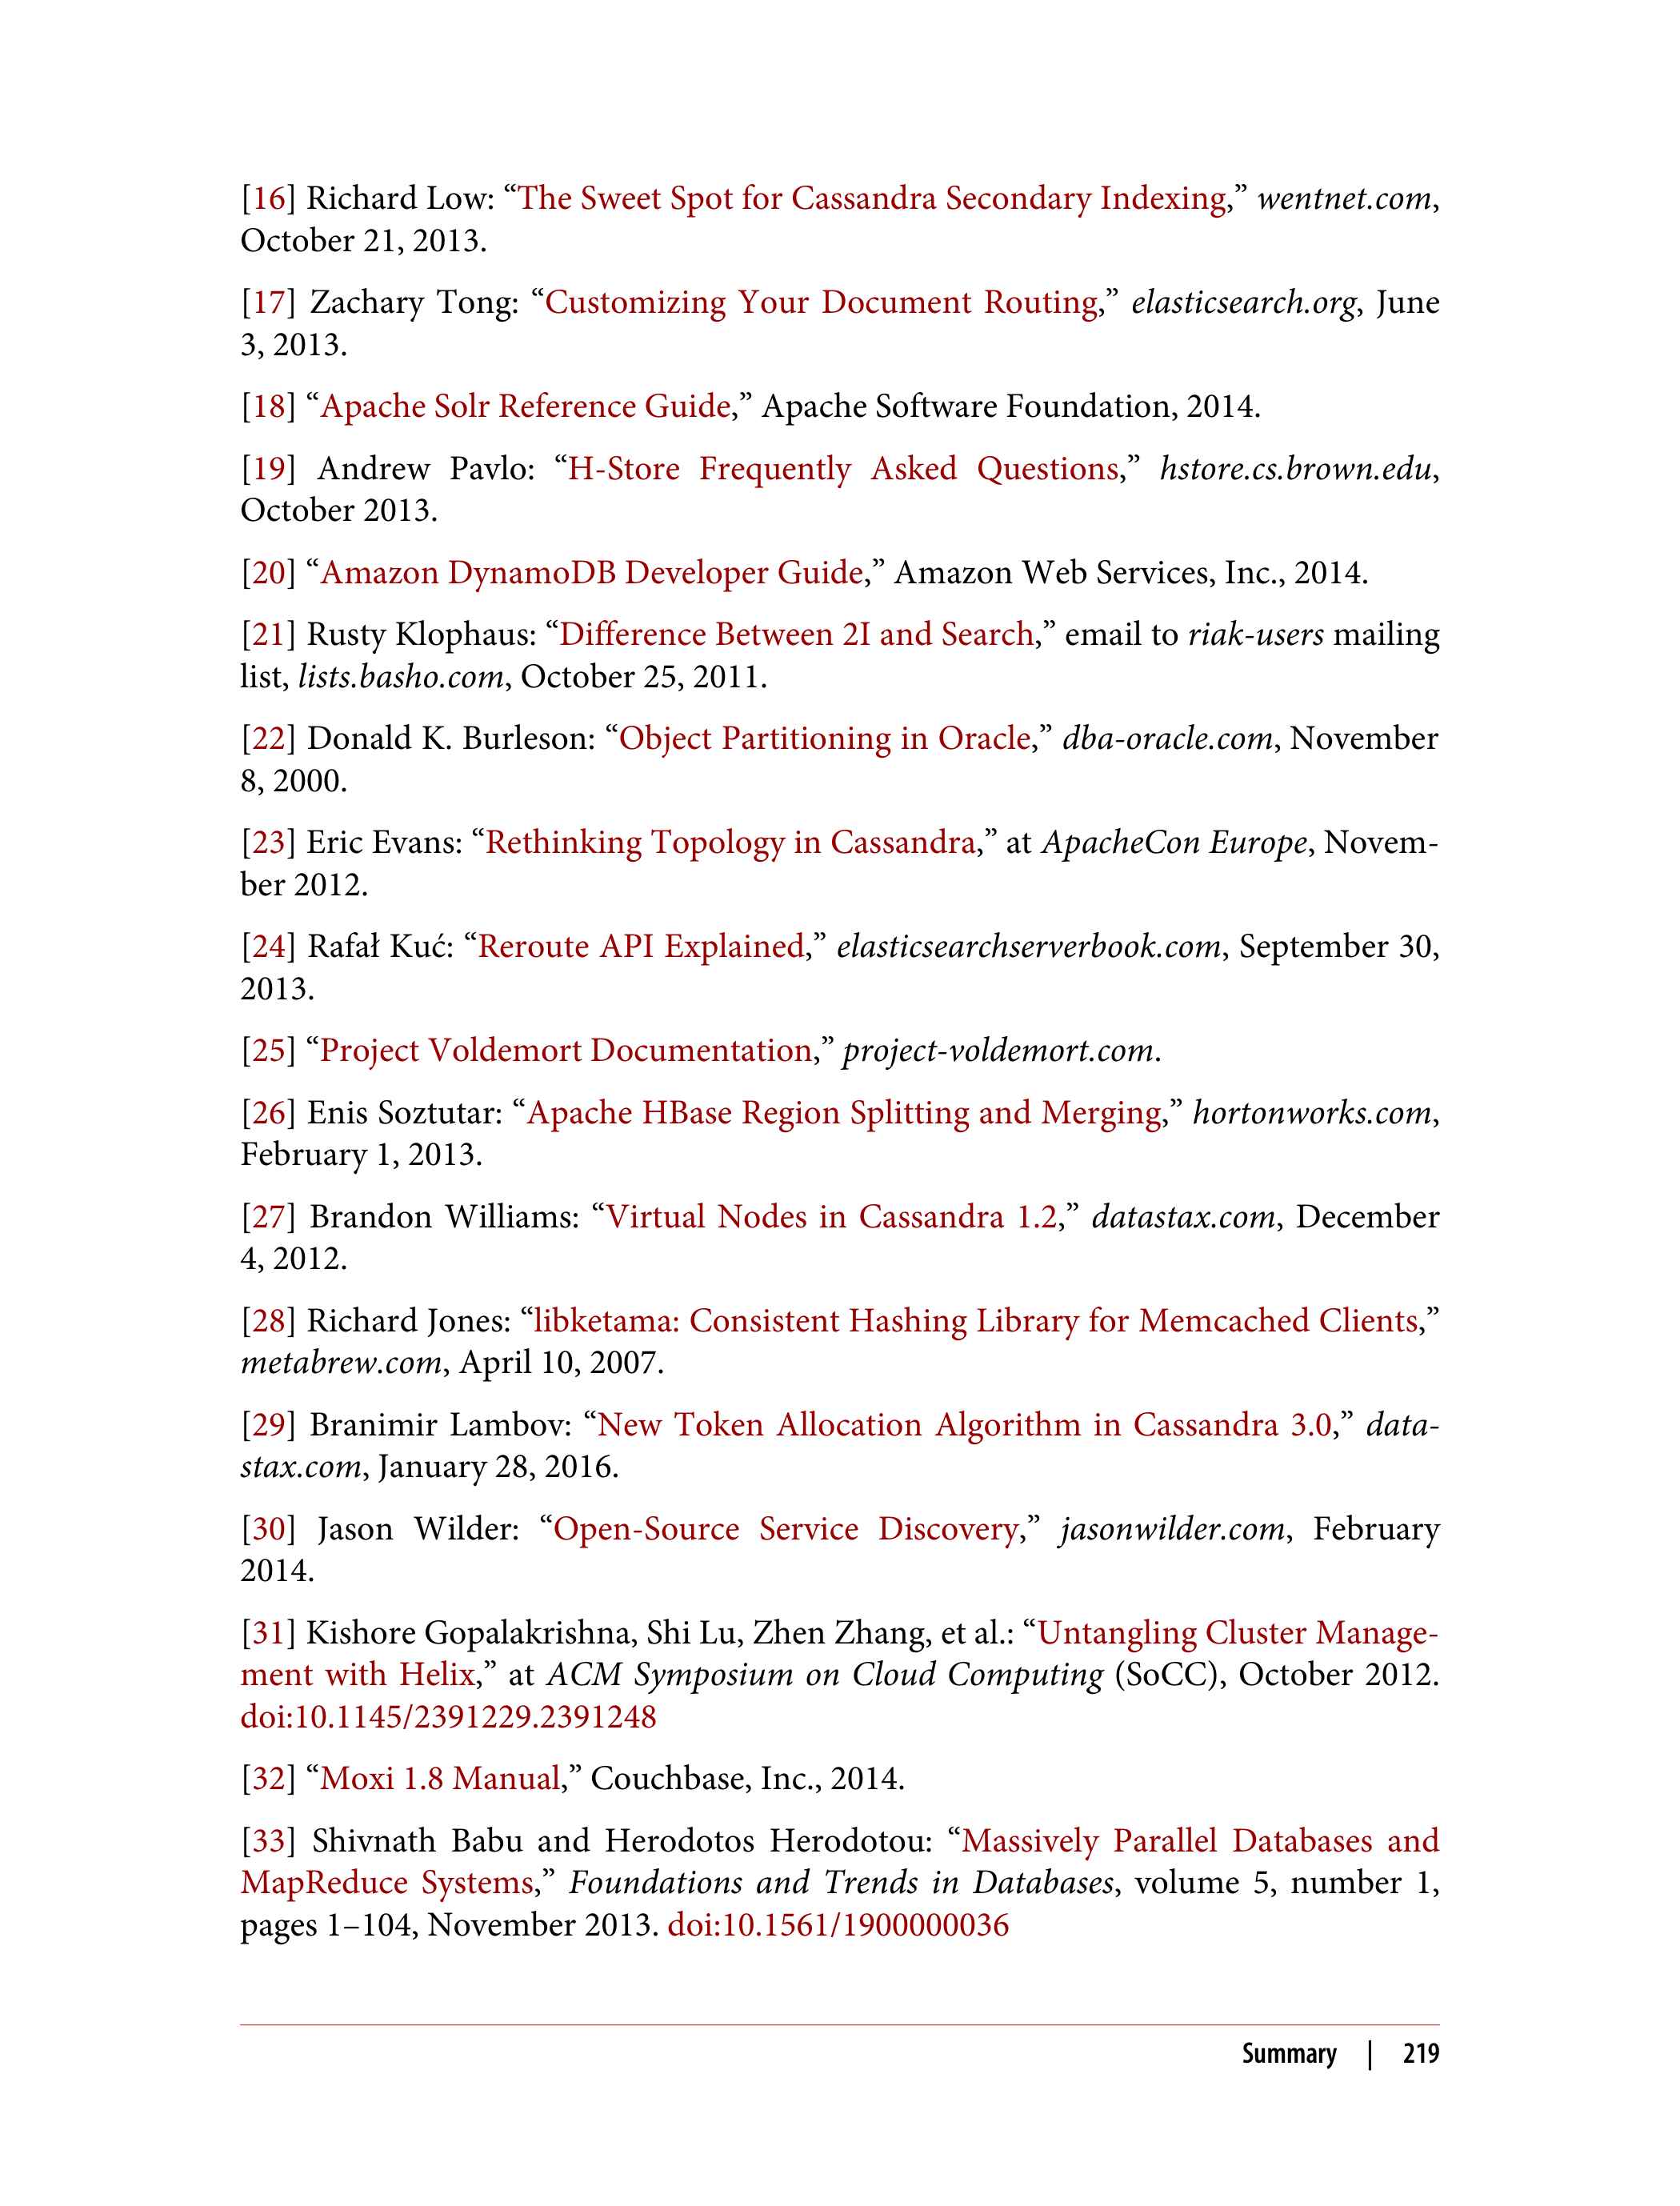 [16] Richard Low: “The Sweet Spot for Cassandra Secondary Indexing,” wentnet.com,
October 21, 2013.
[17] Zachary Tong: “Customizing Your Document Routing,” elasticsearch.org, June
3, 2013.
[18] “Apache Solr Reference Guide,” Apache Software Foundation, 2014.
[19] Andrew Pavlo: “H-Store Frequently Asked Questions,” hstore.cs.brown.edu,
October 2013.
[20] “Amazon DynamoDB Developer Guide,” Amazon Web Services, Inc., 2014.
[21] Rusty Klophaus: “Difference Between 2I and Search,” email to riak-users mailing
list, lists.basho.com, October 25, 2011.
[22] Donald K. Burleson: “Object Partitioning in Oracle,” dba-oracle.com, November
8, 2000.
[23] Eric Evans: “Rethinking Topology in Cassandra,” at ApacheCon Europe, Novem-
ber 2012.
[24] Rafał Kuć: “Reroute API Explained,” elasticsearchserverbook.com, September 30,
2013.
[25] “Project Voldemort Documentation,” project-voldemort.com.
[26] Enis Soztutar: “Apache HBase Region Splitting and Merging,” hortonworks.com,
February 1, 2013.
[27] Brandon Williams: “Virtual Nodes in Cassandra 1.2,” datastax.com, December
4, 2012.
[28] Richard Jones: “libketama: Consistent Hashing Library for Memcached Clients,”
metabrew.com, April 10, 2007.
[29] Branimir Lambov: “New Token Allocation Algorithm in Cassandra 3.0,” data-
stax.com, January 28, 2016.
[30] Jason Wilder: “Open-Source Service Discovery,” jasonwilder.com, February
2014.
[31] Kishore Gopalakrishna, Shi Lu, Zhen Zhang, et al.: “Untangling Cluster Manage-
ment with Helix,” at ACM Symposium on Cloud Computing (SoCC), October 2012.
doi:10.1145/2391229.2391248
[32] “Moxi 1.8 Manual,” Couchbase, Inc., 2014.
[33] Shivnath Babu and Herodotos Herodotou: “Massively Parallel Databases and
MapReduce Systems,” Foundations and Trends in Databases, volume 5, number 1,
pages 1–104, November 2013. doi:10.1561/1900000036
Summary | 219